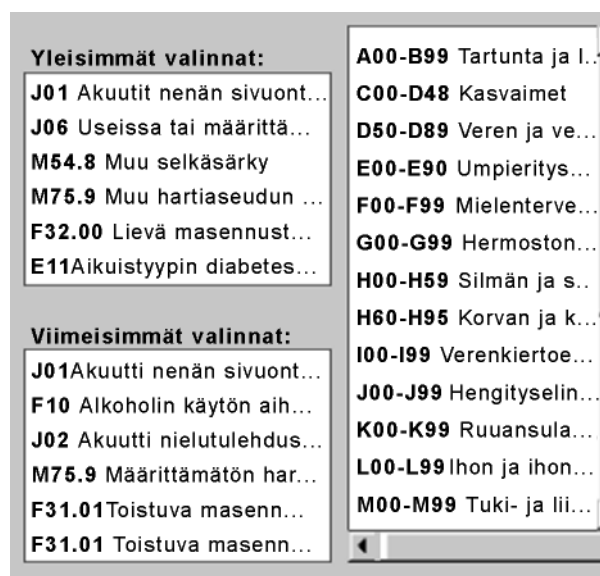 Yleisimmät valinnat:
J01 Akuutit nenän sivuont...
J06 Useissa tai määrittä...
M54.8 Muu selkäsärky
M75.9 Muu hartiaseudun ...
F32.00 Lievä masennust...
E11Aikuistyypin diabetes...
Viimeisimmät valinnat:
J01Akuutti nenän sivuont...
F10 Alkoholin käytön aih...
J02 Akuutti nielutulehdus...
M75.9 Määrittämätön har...
F31.01Toistuva masenn...
F31.01 Toistuva masenn...
A00-B99 Tartunta ja l..
C00-D48 Kasvaimet
D50-D89 Veren ja ve...
E00-E90 Umpieritys...
F00-F99 Mielenterve...
G00-G99 Hermoston...
H00-H59 Silmän ja s..
H60-H95 Korvan ja k...
I00-I99 Verenkiertoe...
J00-J99 Hengityselin...
K00-K99 Ruuansula...
L00-L99 Ihon ja ihon...
M00-M99 Tuki- ja lii...